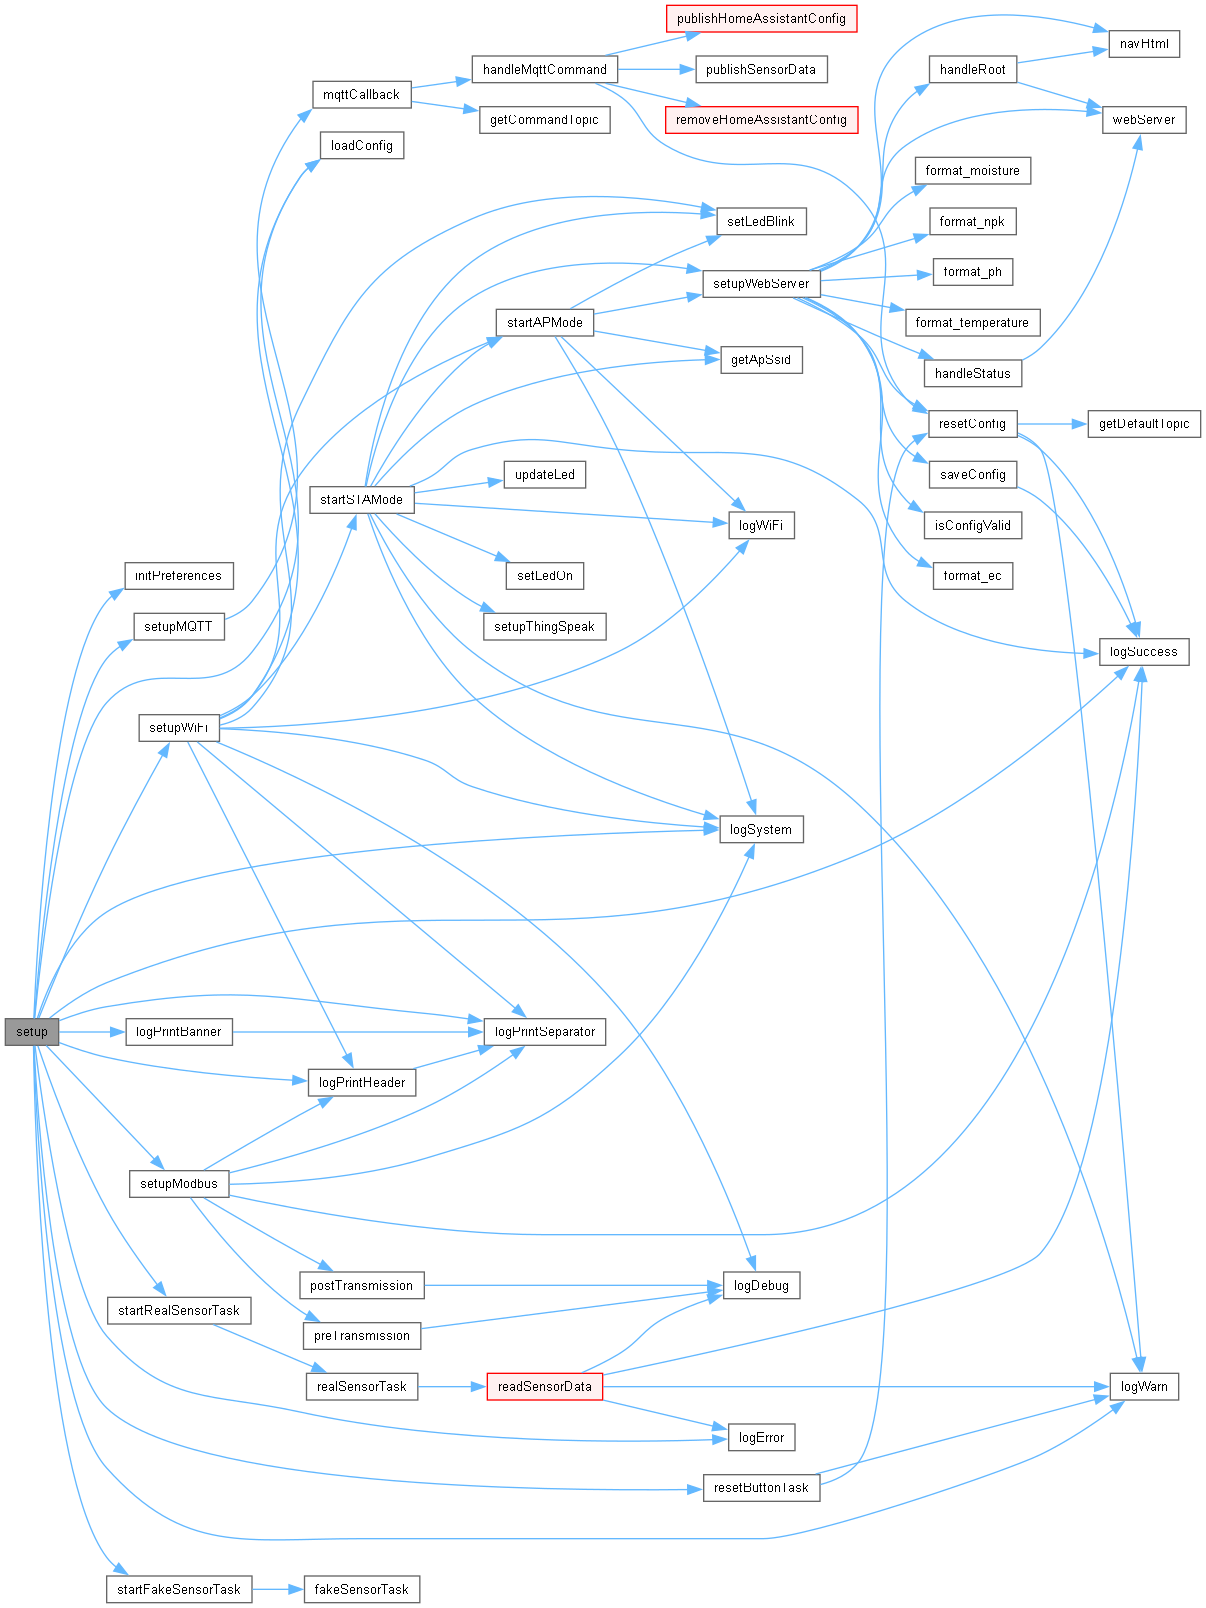 publishHomeAssistantConfig
navHtml
handleMqttCommand
publishSensorData
handleRoot
mqttCallback
getCommandTopic
removeHomeAssistantConfig
webServer
loadConfig
format_moisture
setLedBlink
format_npk
setupWebServer
format_ph
startAPMode
format_temperature
getApSsid
handleStatus
resetConfig
getDefaultTopic
updateLed
saveConfig
startSTAMode
logWiFi
isConfigValid
initPreferences
setLedOn
format_ec
setupMQTT
setupThingSpeak
logSuccess
setupWiFi
logSystem
setup
logPrintBanner
logPrintSeparator
logPrintHeader
setupModbus
postTransmission
logDebug
startRealSensorTask
preTransmission
realSensorTask
readSensorData
logWarn
logError
resetButtonTask
startFakeSensorTask
fakeSensorTask